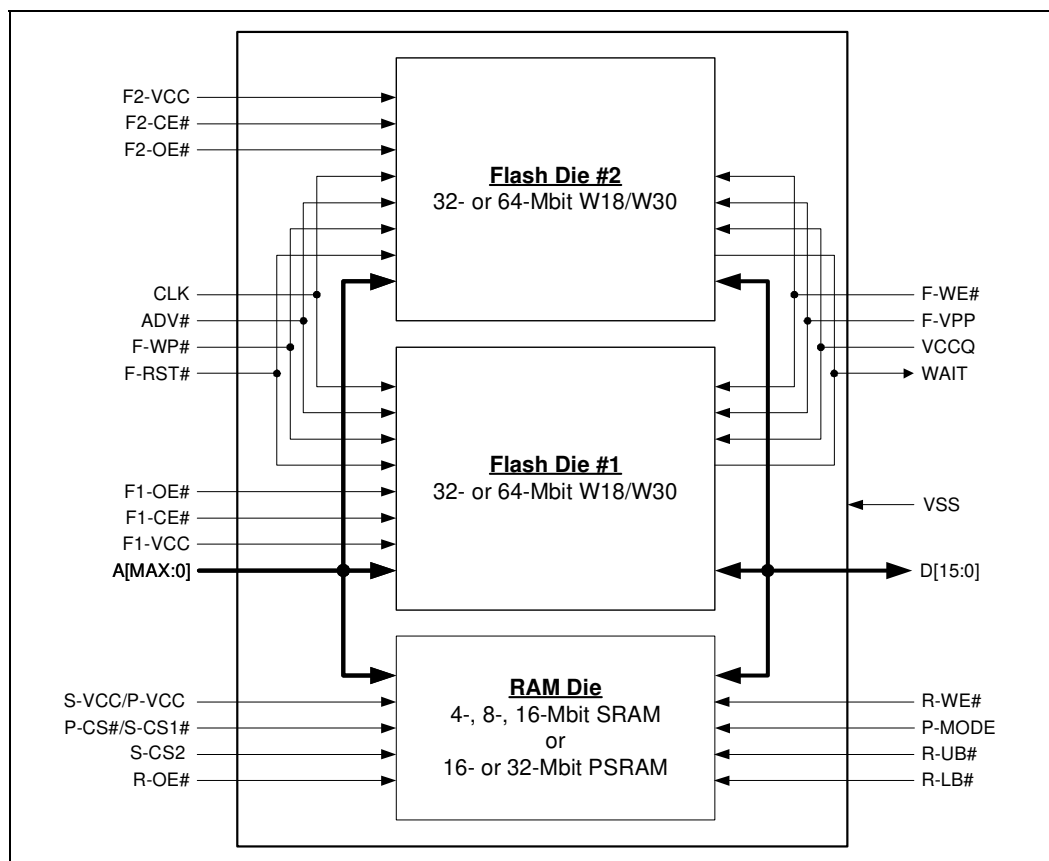 F2-VCC
F2-CE#
F2-OE#
CLK
ADV#
F-WP#
F-RST#
F1-OE#
F1-CE#
F1-VCC
A[MAX:0]
S-VCC/P-VCC
P-CS#/S-CS1#
S-CS2
R-OE#
Flash Die #2
32- or 64-Mbit W18/W30
Flash Die #1
32- or 64-Mbit W18/W30
RAM Die
4-, 8-, 16-Mbit SRAM
or
16- or 32-Mbit PSRAM
F-WE#
F-VPP
VCCQ
WAIT
VSS
D[15:0]
R-WE#
P-MODE
R-UB#
R-LB#